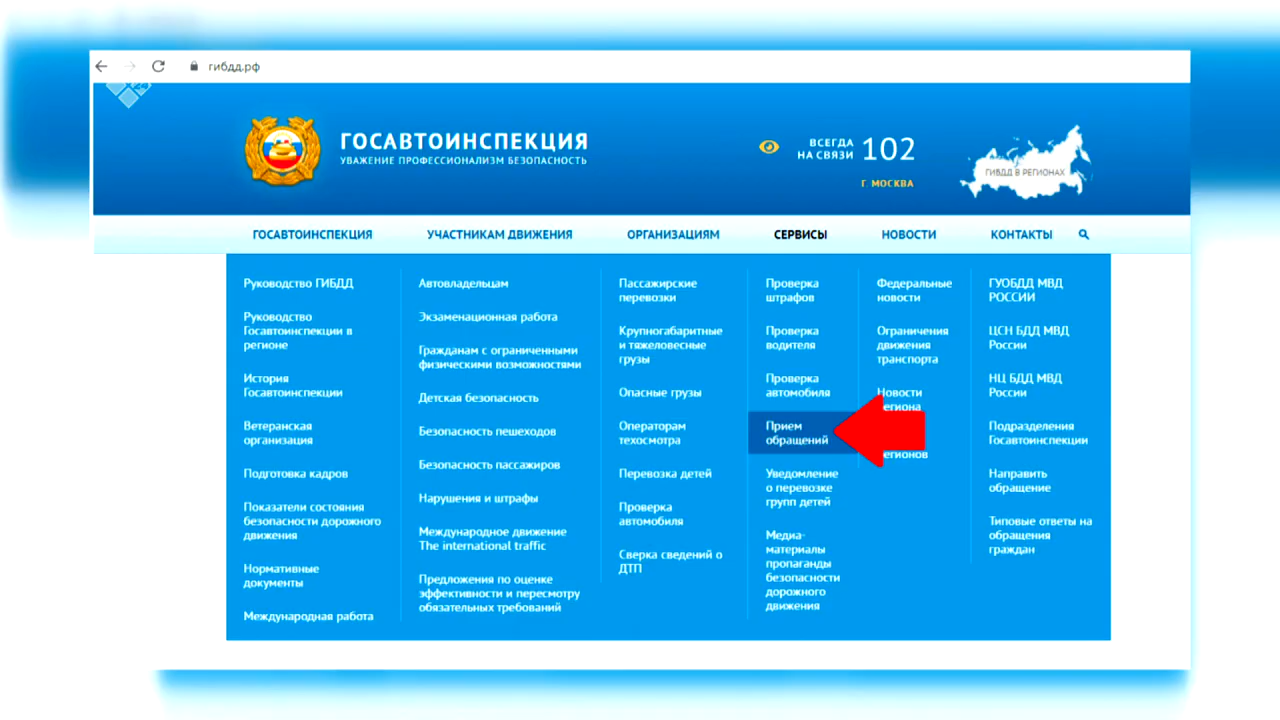 гибдд.рф
ГОСАВТОИНСПЕКЦИЯ
УВАЖЕНИЕ ПРОФЕССИОНАЛИЗМ БЕЗОПАСНОСТЬ
ВСЕГДА
НА СВЯЗИ
102
Г. МОСКВА
ГИБДД В РЕГИОНАХ
ГОСАВТОИНСПЕКЦИЯ
УЧАСТНИКАМ ДВИЖЕНИЯ
ОРГАНИЗАЦИЯМ
СЕРВИСЫ
НОВОСТИ
КОНТАКТЫ
Руководство ГИБДД
Руководство
Госавтоинспекции в
регионе
История
Госавтоинспекции
Ветеранская
организация
Подготовка кадров
Показатели состояния
безопасности дорожного
движения
Нормативные
документы
Международная работа
Автовладельцам
Экзаменационная работа
Гражданам с ограниченными
физическими возможностями
Детская безопасность
Безопасность пешеходов
Безопасность пассажиров
Нарушения и штрафы
Международное движение
The international traffic
Предложения по оценке
эффективности и пересмотру
обязательных требований
Пассажирские
перевозки
Крупногабаритные
и тяжеловесные
грузы
Опасные грузы
Операторам
техосмотра
Перевозка детей
Проверка
автомобиля
Сверка сведений о
ДТП
Проверка
штрафов
Проверка
водителя
Проверка
автомобиля
Прием
обращений
Уведомление
о перевозке
групп детей
Медиа-
материалы
пропаганды
безопасности
дорожного
движения
Федеральные
новости
Ограничения
движения
транспорта
Новости
региона
регионов
ГУОБДД МВД
РОССИИ
ЦСН БДД МВД
России
НЦ БДД МВД
России
Подразделения
Госавтоинспекции
Направить
обращение
Типовые ответы на
обращения
граждан